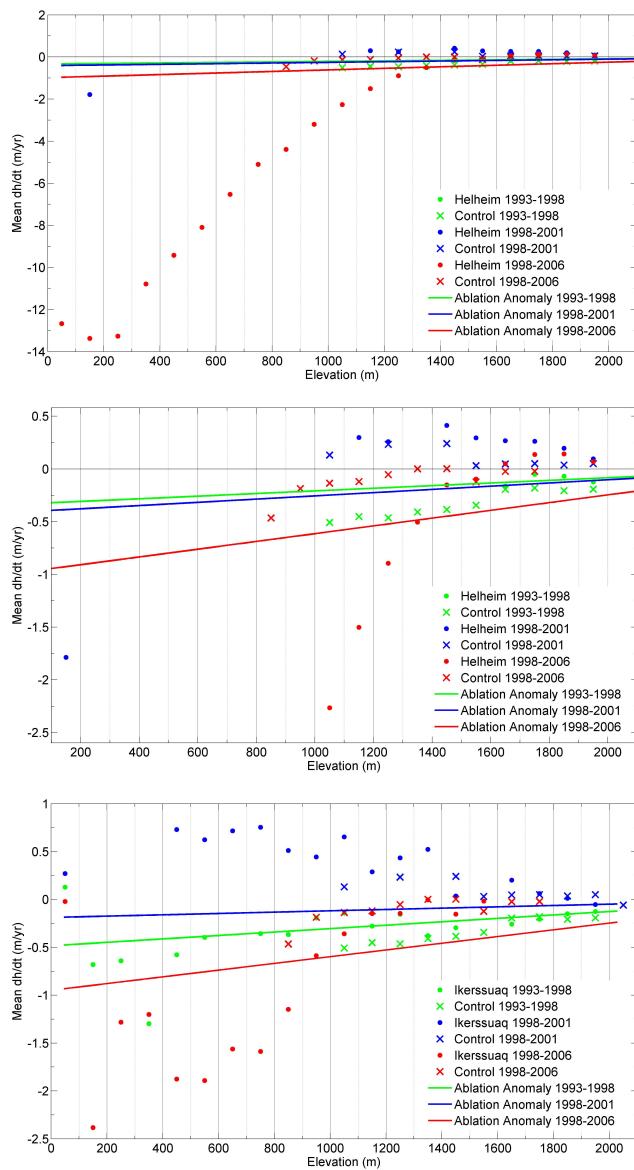 2
0
-2
-4
-6
-8
-10
-12
-14
Mean dh/dt (m/yr)
Helheim 1993-1998
Control 1993-1998
Helheim 1998-2001
Control 1998-2001
Helheim 1998-2006
Control 1998-2006
Ablation Anomaly 1993-1998
Ablation Anomaly 1998-2001
Ablation Anomaly 1998-2006
0 200 400 600 800 1000 1200 1400 1600 1800 2000
Elevation (m)
0.5
0
-0.5
-1
-1.5
-2
-2.5
Mean dh/dt (m/yr)
Helheim 1993-1998
Control 1993-1998
Helheim 1998-2001
Control 1998-2001
Helheim 1998-2006
Control 1998-2006
Ablation Anomaly 1993-1998
Ablation Anomaly 1998-2001
Ablation Anomaly 1998-2006
200 400 600 800 1000 1200 1400 1600 1800 2000
Elevation (m)
1
0.5
0
-0.5
-1
-1.5
-2
-2.5
Mean dh/dt (m/yr)
Ikerssuaq 1993-1998
Control 1993-1998
Ikerssuaq 1998-2001
Control 1998-2001
Ikerssuaq 1998-2006
Control 1998-2006
Ablation Anomaly 1993-1998
Ablation Anomaly 1998-2001
Ablation Anomaly 1998-2006
0 200 400 600 800 1000 1200 1400 1600 1800 2000
Elevation (m)